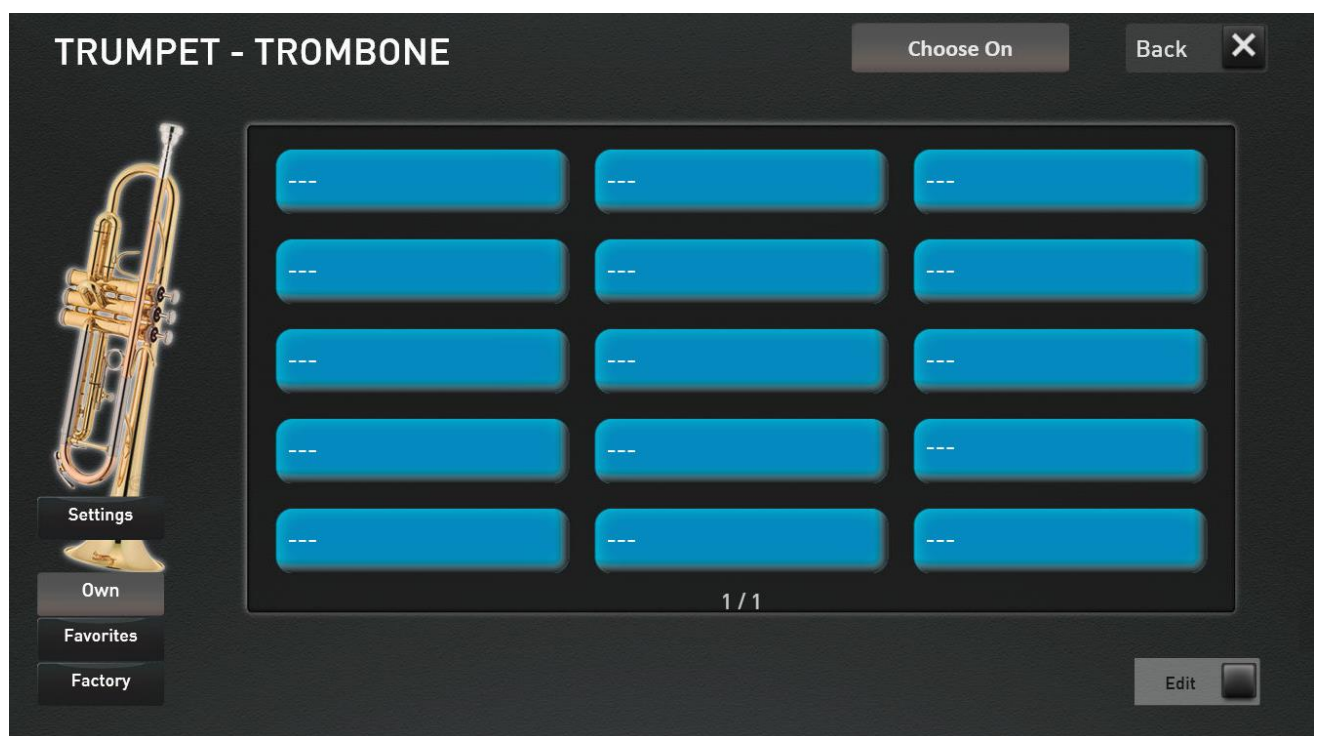 TRUMPET - TROMBONE
Choose On
Back
--- --- ---
--- --- ---
--- --- ---
--- --- ---
--- --- ---
1 / 1
Settings
Own
Favorites
Factory
Edit